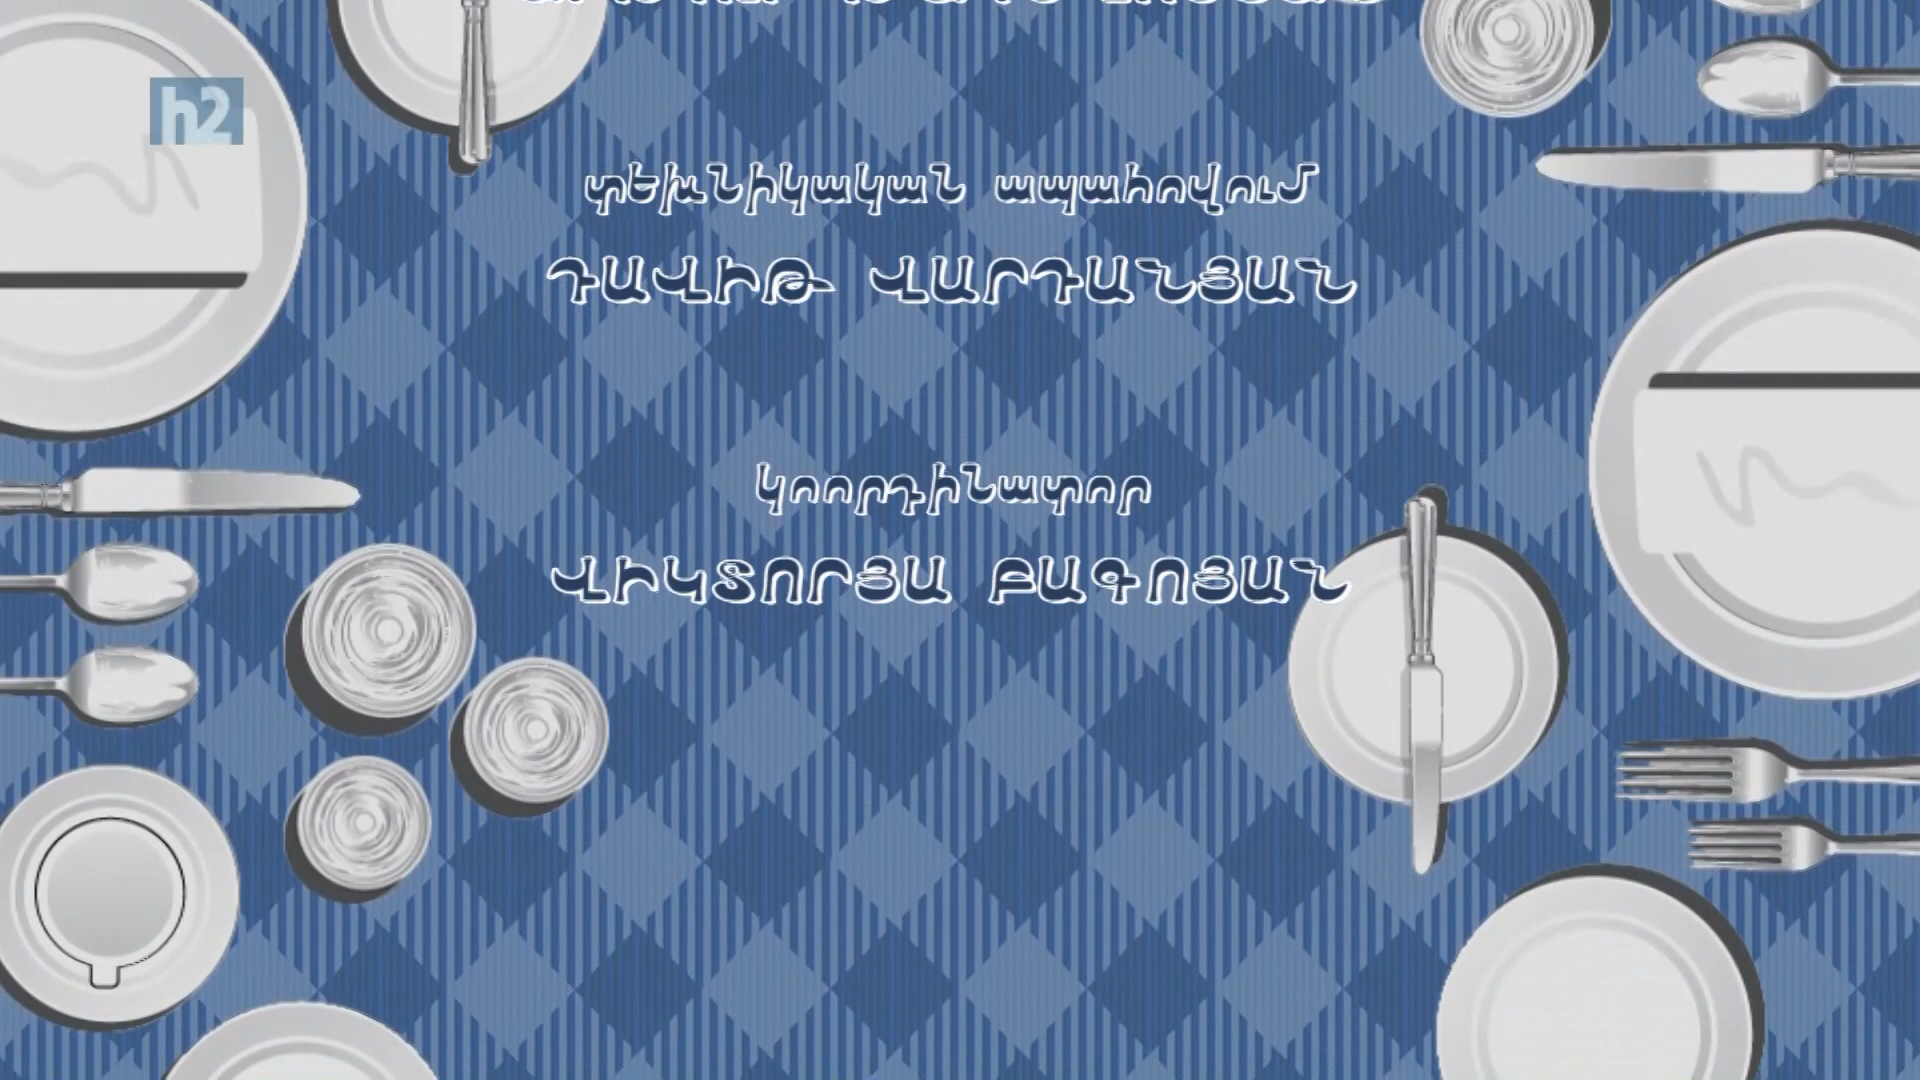 h2
տեխնիկական ապահովում
ԴԱՎԻԹ ՎԱՐԴԱՆՅԱՆ
կոորդինատոր
ՎԻԿՏՈՐՅԱ ԲԱԳՈՅԱՆ